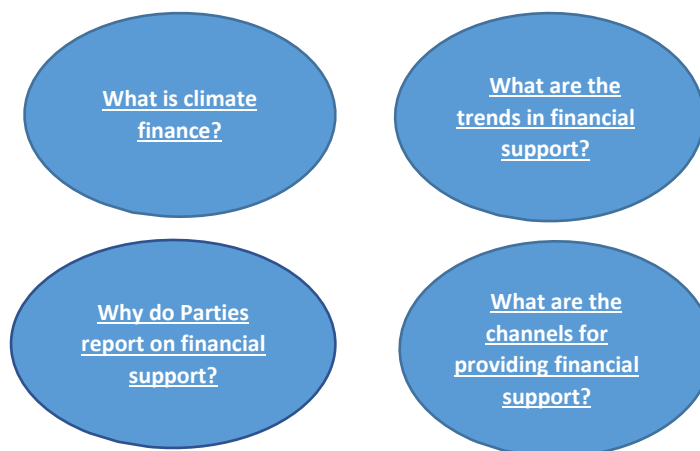 What is climate
finance?
What are the
trends in financial
support?
Why do Parties
report on financial
support?
What are the
channels for
providing financial
support?